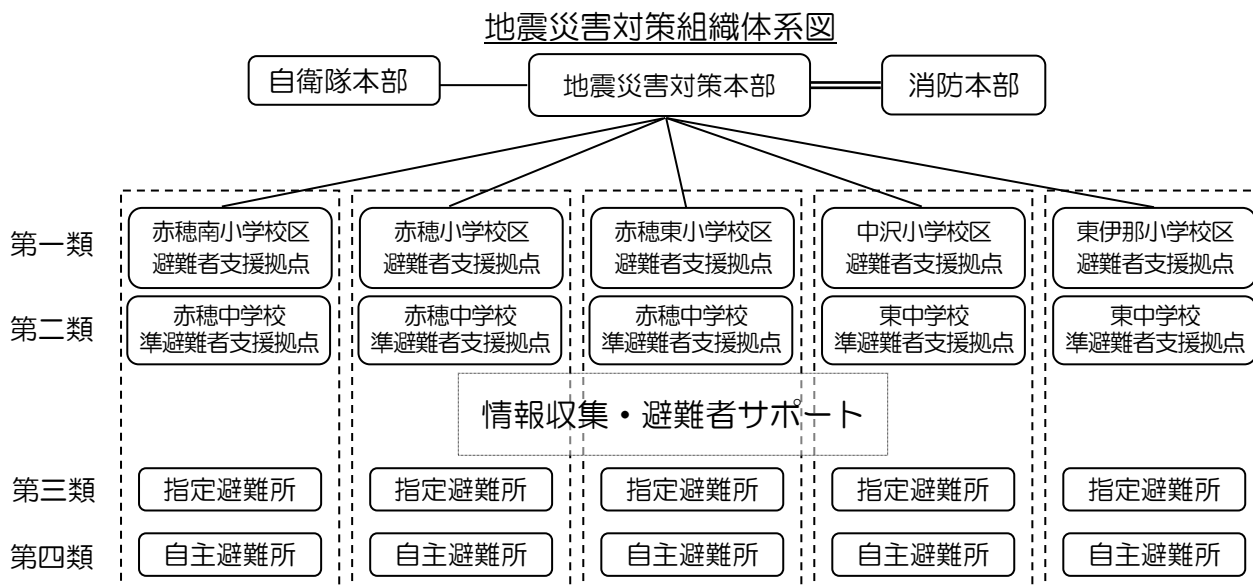 地震災害対策組織体系図
自衛隊本部
地震災害対策本部
消防本部
第一類
赤穂南小学校区
避難者支援拠点
赤穂小学校区
避難者支援拠点
赤穂東小学校区
避難者支援拠点
中沢小学校区
避難者支援拠点
東伊那小学校区
避難者支援拠点
第二類
赤穂中学校
準避難者支援拠点
赤穂中学校
準避難者支援拠点
赤穂中学校
準避難者支援拠点
東中学校
準避難者支援拠点
東中学校
準避難者支援拠点
情報収集・避難者サポート
第三類
指定避難所
指定避難所
指定避難所
指定避難所
指定避難所
第四類
自主避難所
自主避難所
自主避難所
自主避難所
自主避難所